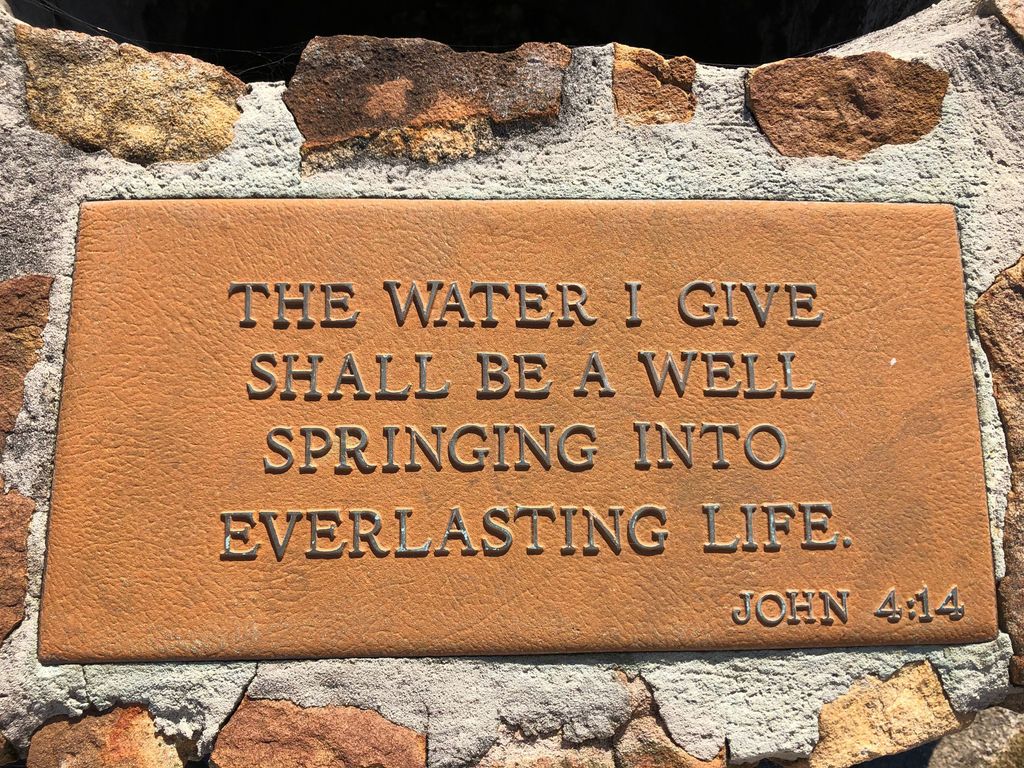 THE WATER I GIVE
SHALL BE A WELL
SPRINGING INTO
EVERLASTING LIFE.
JOHN 4:14